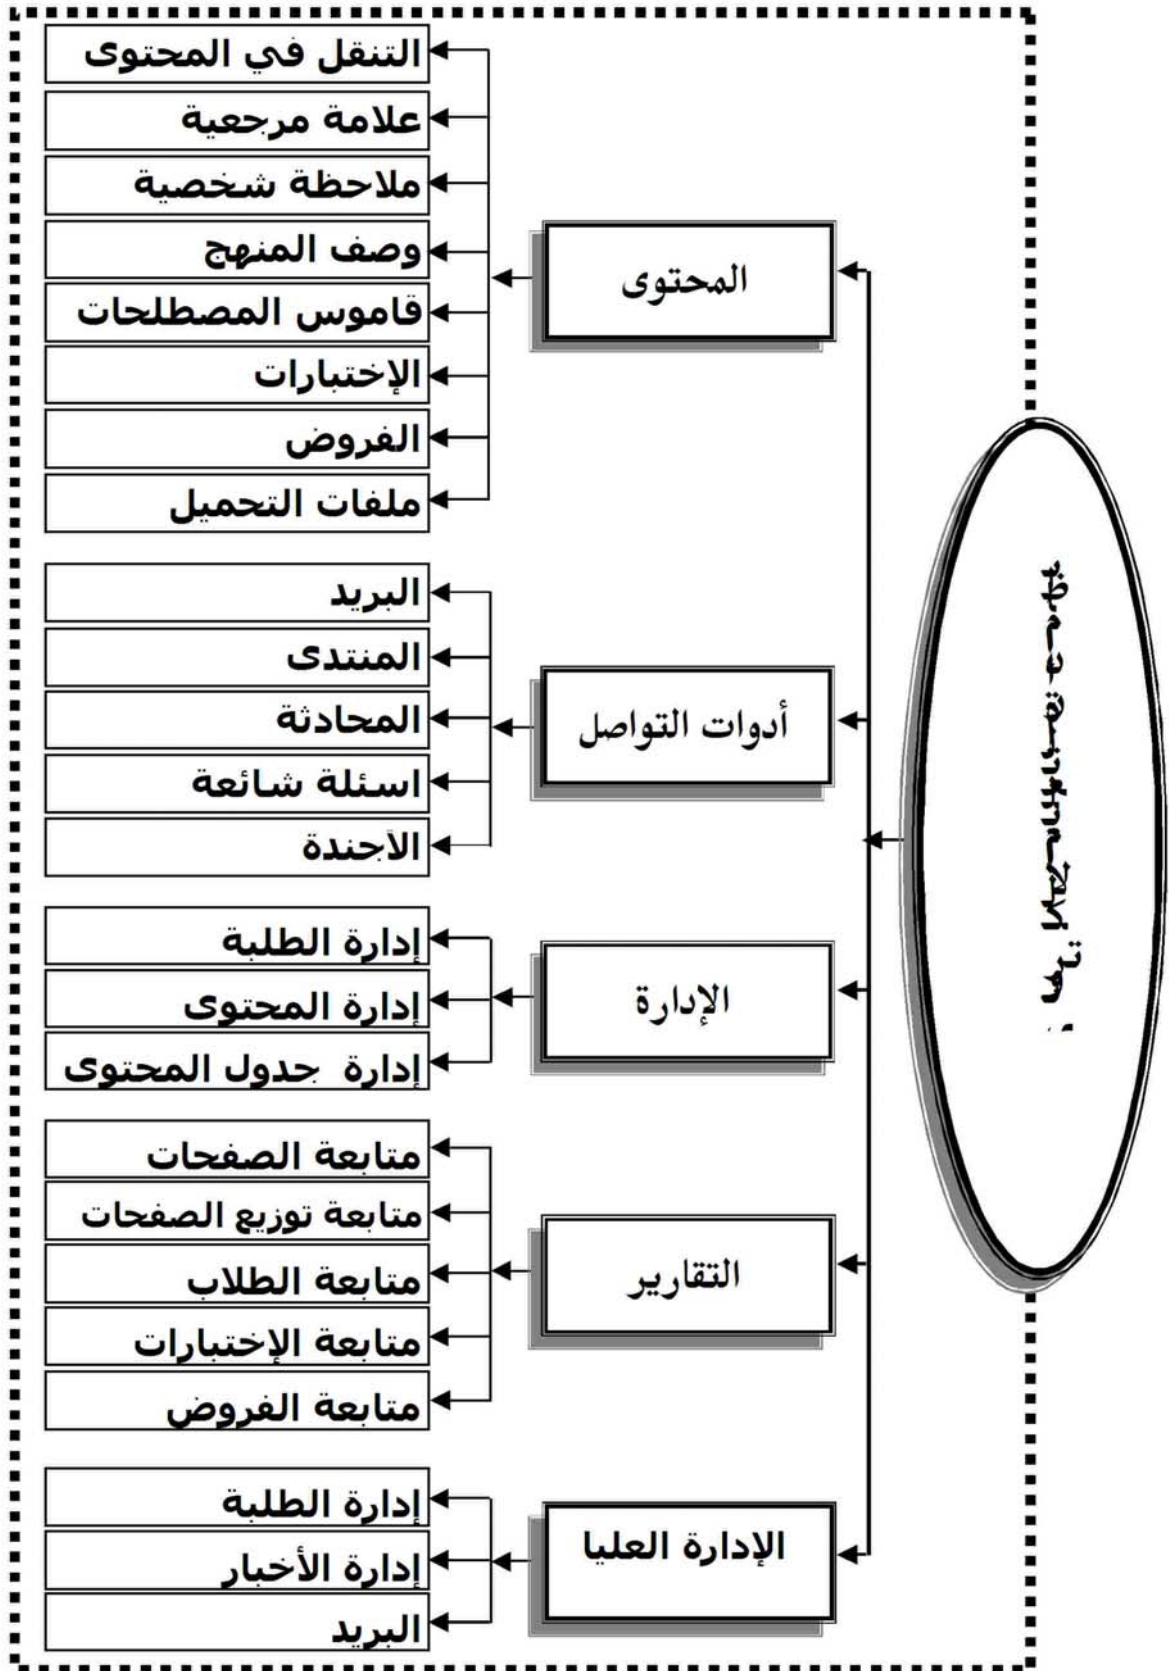 المحتوى
التنقل في المحتوى
علامة مرجعية
ملاحظة شخصية
وصف المنهج
قاموس المصطلحات
الإختبارات
الفروض
ملفات التحميل
أدوات التواصل
البريد
المنتدى
المحادثة
اسئلة شائعة
الأجندة
الإدارة
إدارة الطلبة
إدارة المحتوى
إدارة جدول المحتوى
التقارير
متابعة الصفحات
متابعة توزيع الصفحات
متابعة الطلاب
متابعة الإختبارات
متابعة الفروض
الإدارة العليا
إدارة الطلبة
إدارة الأخبار
البريد